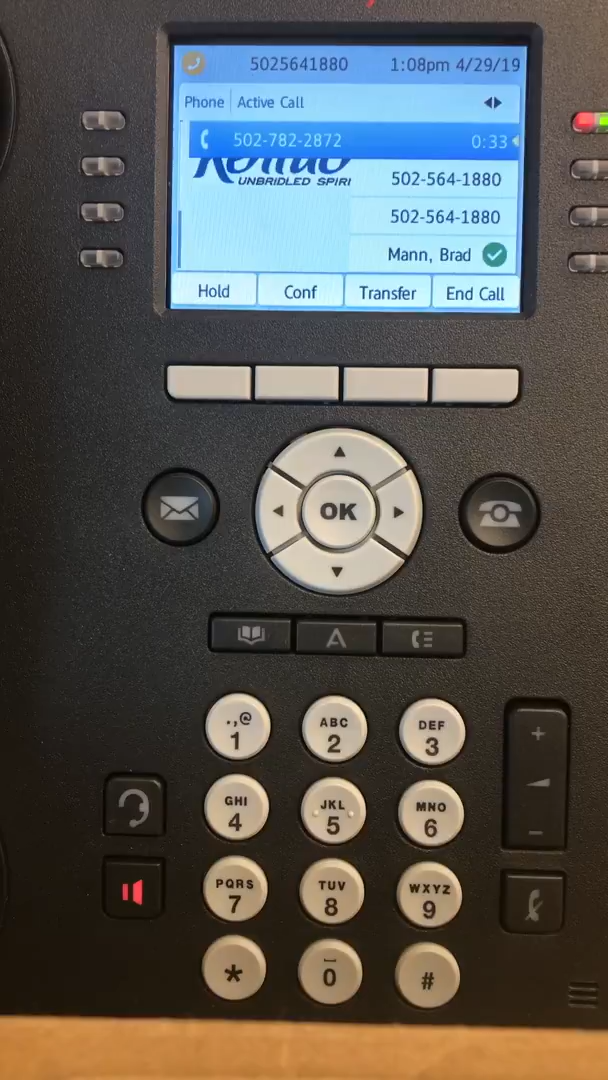 5025641880 1:08pm 4/29/19
Phone Active Call
502-782-2872 0:33
UNBRIDLED SPIRI
502-564-1880
502-564-1880
Mann, Brad
Hold Conf Transfer End Call
OK
A
.,@ ABC DEF
1 2 3
GHI JKL MNO
4 5 6
PQRS TUV WXYZ
7 8 9
* 0 #
+
-